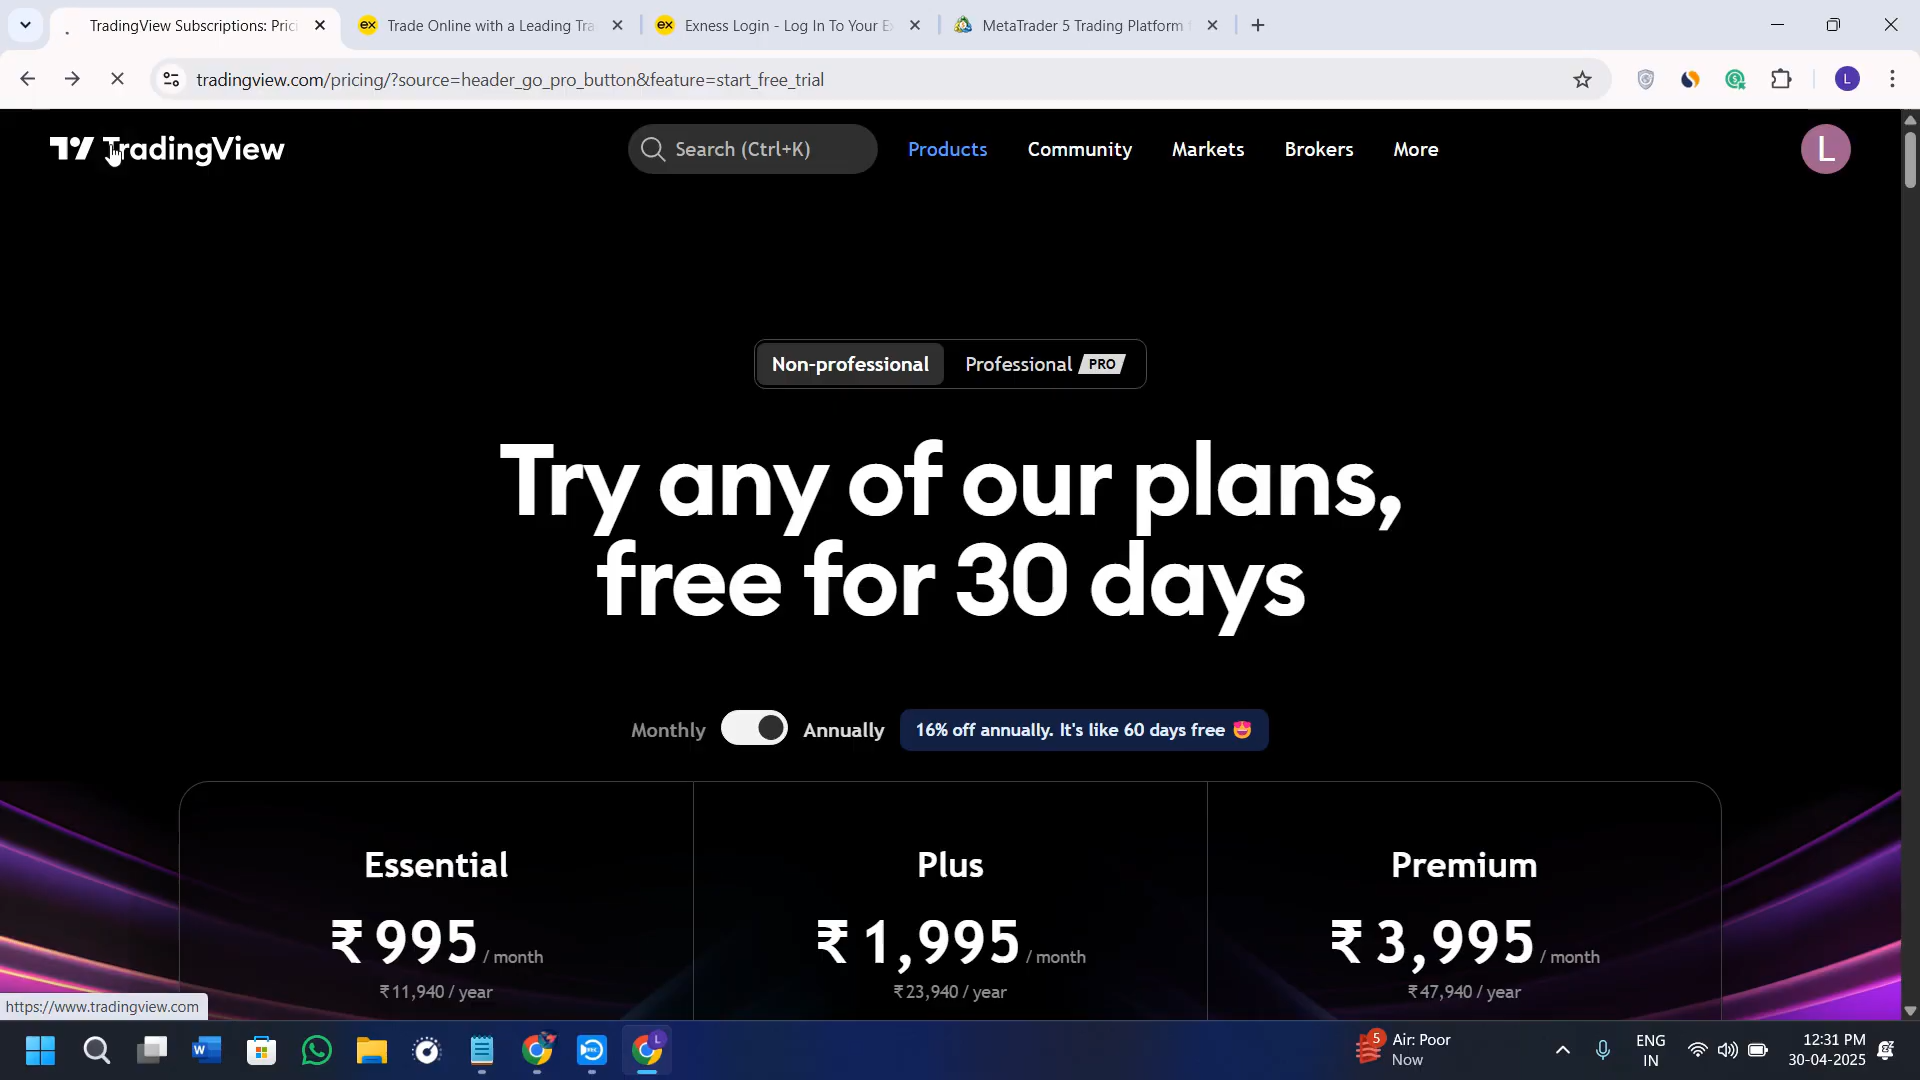 TradingView Subscriptions: Pric
Trade Online with a Leading Tra
Exness Login - Log In To Your E
MetaTrader 5 Trading Platform
tradingview.com/pricing/?source=header_go_pro_button&feature=start_free_trial
L
TradingView
Search (Ctrl+K)
Products
Community
Markets
Brokers
More
L
Non-professional
Professional PRO
Try any of our plans,
free for 30 days
Monthly
Annually
16% off annually. It's like 60 days free 🤩
Essential
₹ 995 / month
₹11,940 / year
Plus
₹ 1,995 / month
₹23,940 / year
Premium
₹ 3,995 / month
₹47,940 / year
https://www.tradingview.com
5
Air: Poor
Now
ENG
IN
12:31 PM
30-04-2025